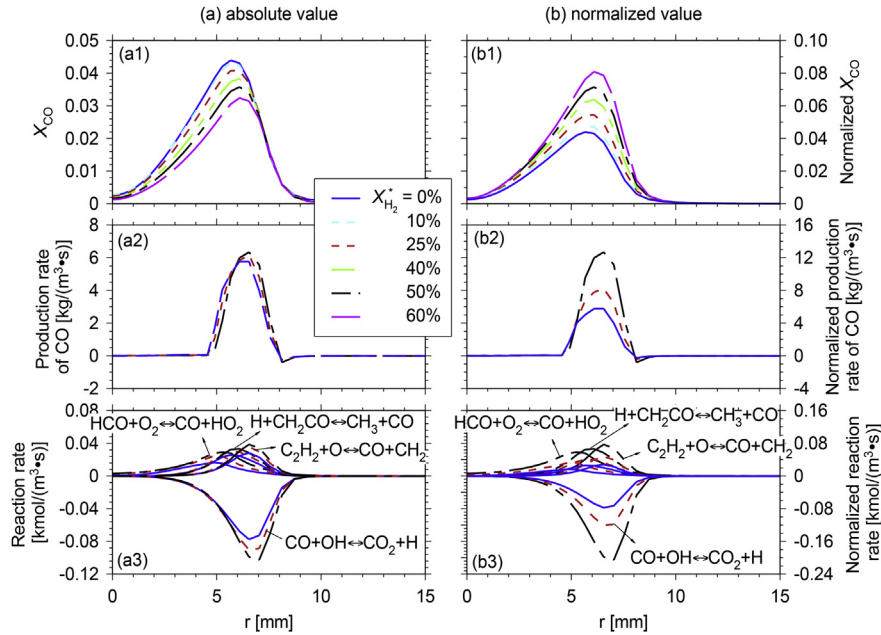 (a) absolute value
(b) normalized value
(a1)
(b1)
0.05
0.04
0.03
0.02
0.01
0
X_CO
0.10
0.08
0.06
0.04
0.02
0
Normalized X_CO
X*_H2 = 0%
10%
25%
40%
50%
60%
(a2)
(b2)
8
6
4
2
0
-2
Production rate
of CO [kg/(m³•s)]
16
12
8
4
0
-4
Normalized production
rate of CO [kg/(m³•s)]
(a3)
(b3)
0.08
0.04
0
-0.04
-0.08
-0.12
Reaction rate
[kmol/(m³•s)]
HCO+O₂↔CO+HO₂
H+CH₂CO↔CH₃+CO
C₂H₂+O↔CO+CH₂
CO+OH↔CO₂+H
HCO+O₂↔CO+HO₂
H+CH₂CO↔CH₃+CO
C₂H₂+O↔CO+CH₂
CO+OH↔CO₂+H
0.16
0.08
0
-0.08
-0.16
-0.24
Normalized reaction
rate [kmol/(m³•s)]
0 5 10 15
0 5 10 15
r [mm]
r [mm]